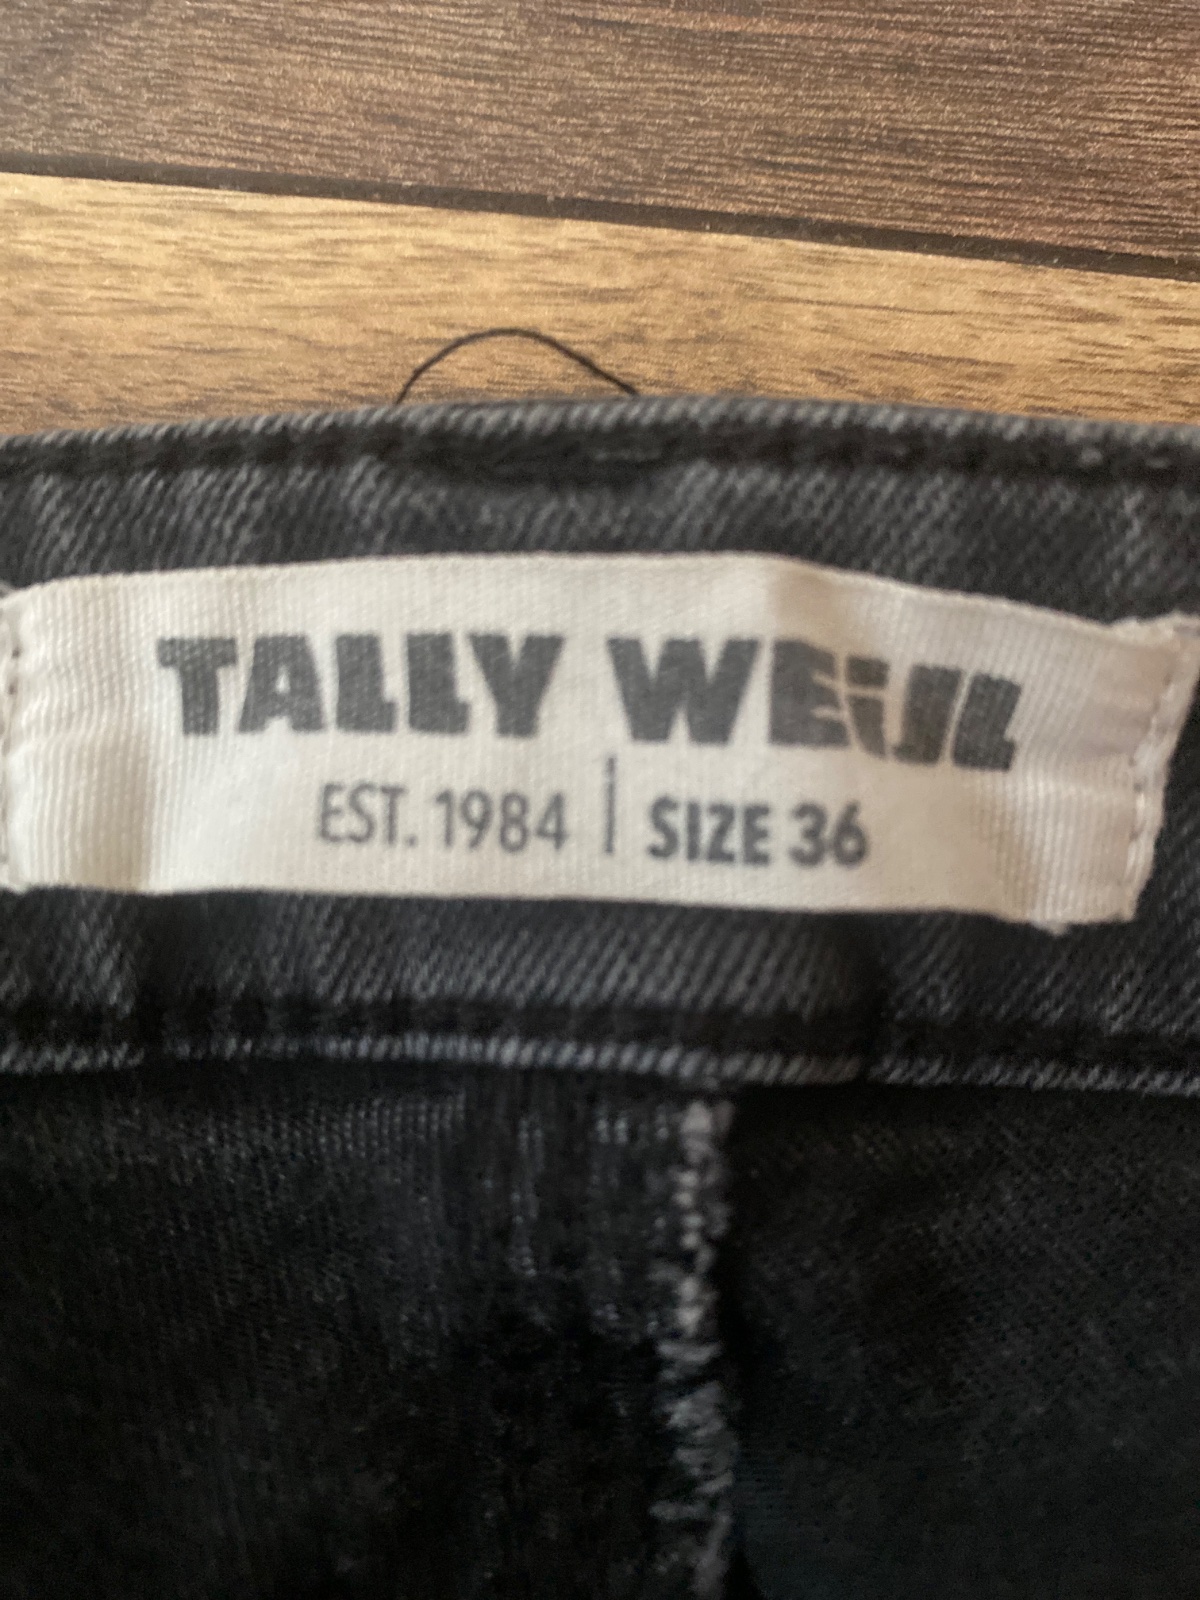 TALLY WEiJL
EST. 1984 | SIZE 36